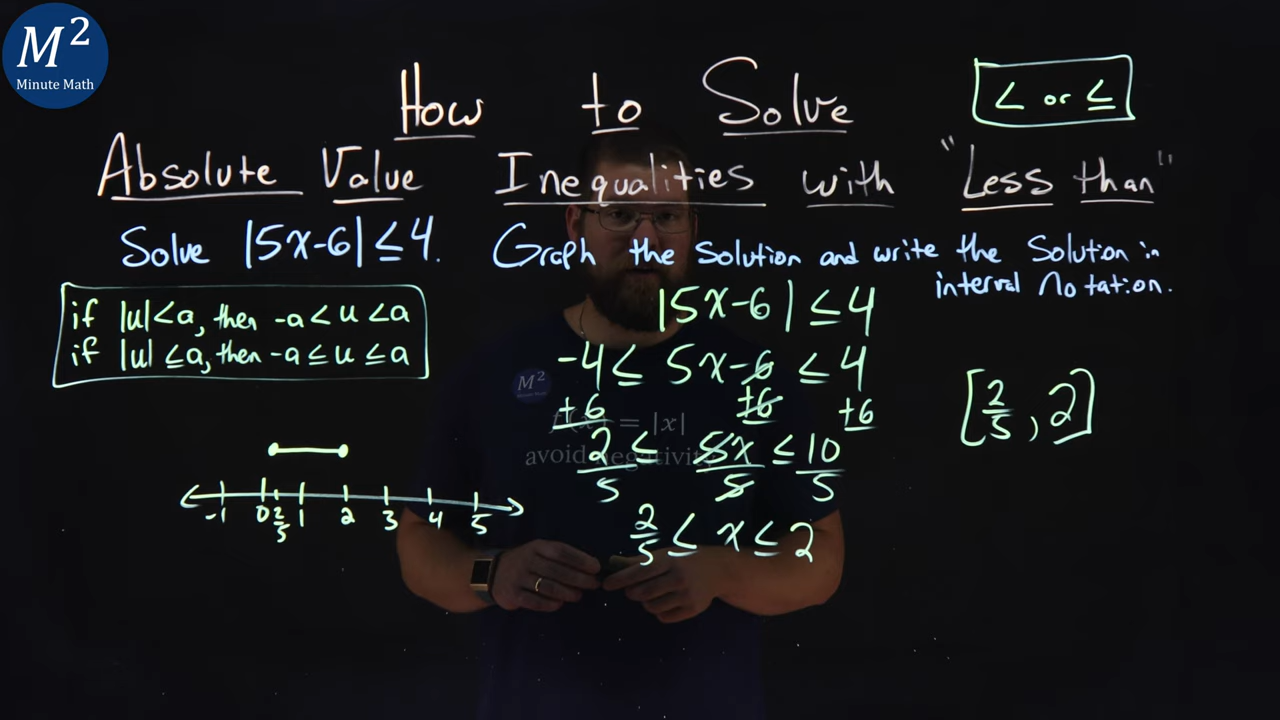 M²
Minute Math
How to Solve
< or ≤
Absolute Value Inequalities with "Less than"
Solve |5x-6| ≤ 4. Graph the Solution and write the Solution in
interval Notation.
if |u| < a, then -a < u < a
if |u| ≤ a, then -a ≤ u ≤ a
|5x-6| ≤ 4
-4 ≤ 5x-6 ≤ 4
+6 +6 +6
2/5 ≤ 5x/5 ≤ 10/5
2/5 ≤ x ≤ 2
[2/5, 2]
-1 0 2/5 1 2 3 4 5
M²
f(x) = |x|
avoid negativity